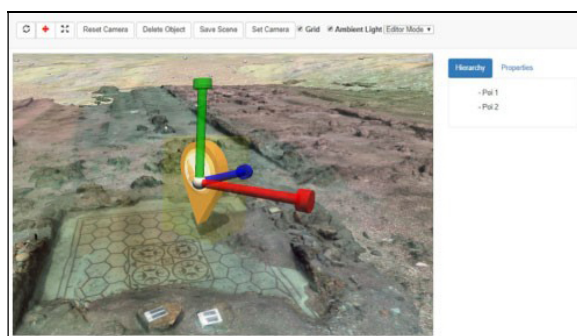 Reset Camera Delete Object Save Scene Set Camera Grid Ambient Light Editor Mode
Hierarchy Properties
- Poi 1
- Poi 2